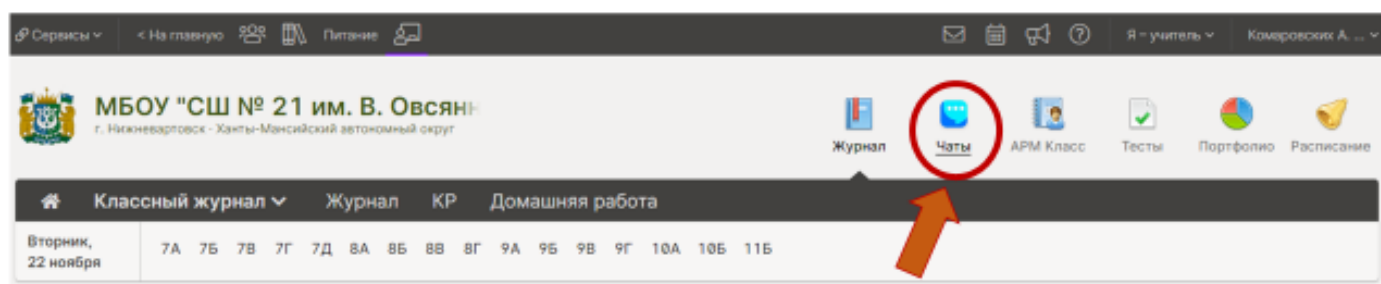 Сервисы < На главную Питание Я - учитель Комаровских А. ...
МБОУ "СШ № 21 им. В. Овсянн
г. Нижневартовск - Ханты-Мансийский автономный округ
Журнал Чаты АРМ Класс Тесты Портфолио Расписание
Классный журнал Журнал КР Домашняя работа
Вторник,
22 ноября
7А 7Б 7В 7Г 7Д 8А 8Б 8В 8Г 9А 9Б 9В 9Г 10А 10Б 11Б